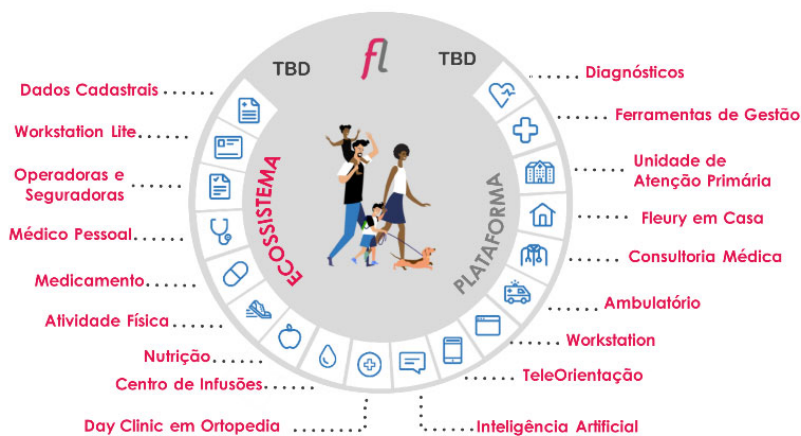 TBD
fl
TBD
Dados Cadastrais
Workstation Lite
Operadoras e
Seguradoras
Médico Pessoal
Medicamento
Atividade Física
Nutrição
Centro de Infusões
Day Clinic em Ortopedia
ECOSSISTEMA
PLATAFORMA
Diagnósticos
Ferramentas de Gestão
Unidade de
Atenção Primária
Fleury em Casa
Consultoria Médica
Ambulatório
Workstation
TeleOrientação
Inteligência Artificial